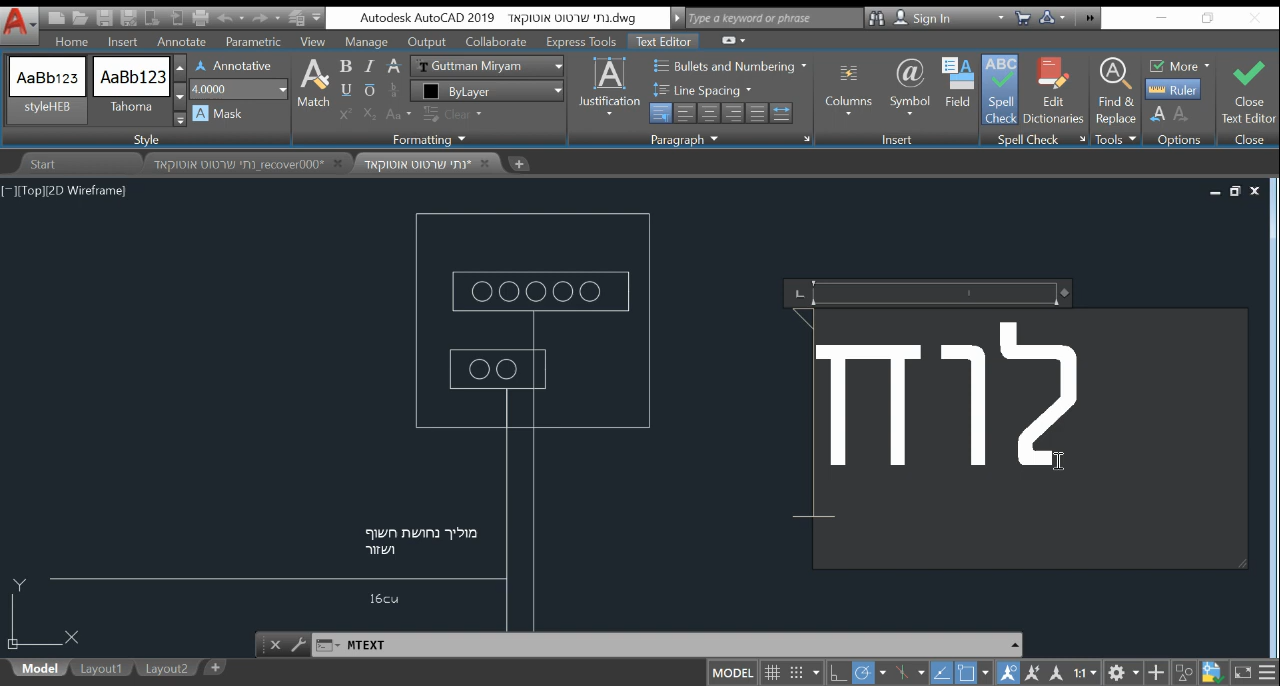 Autodesk AutoCAD 2019 נתי שרטוט אוטוקאד.dwg
Type a keyword or phrase
Sign In
Home Insert Annotate Parametric View Manage Output Collaborate Express Tools Text Editor
AaBb123
styleHEB
AaBb123
Tahoma
Annotative
4.0000
Mask
Style
Match
Guttman Miryam
ByLayer
Clear
Formatting
Justification
Bullets and Numbering
Line Spacing
Paragraph
Columns
Symbol
Field
Insert
ABC
Spell
Check
Edit
Dictionaries
Spell Check
Find &
Replace
Tools
More
Ruler
Options
Close
Text Editor
Close
Start
נתי שרטוט אוטוקאד_recover000*
נתי שרטוט אוטוקאד*
[−][Top][2D Wireframe]
לוח
מוליך נחושת חשוף
ושזור
16cu
Y
X
MTEXT
Model Layout1 Layout2
MODEL
1:1